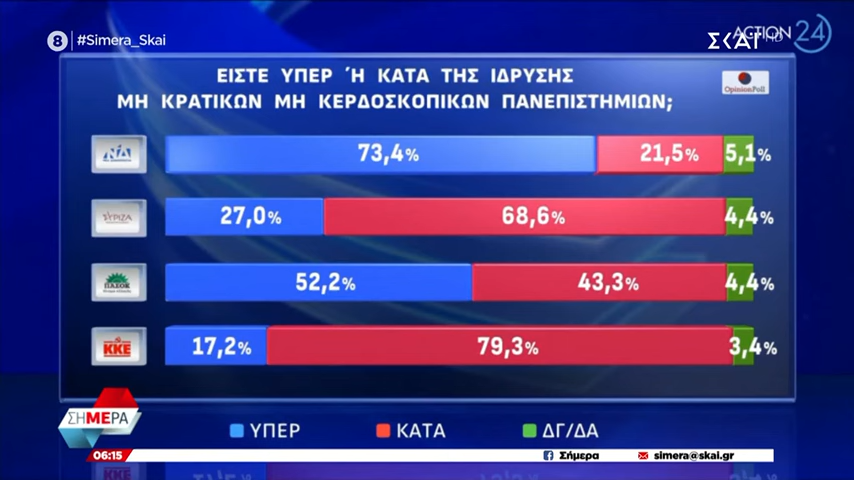 8 #Simera_Skai
ΣΚΑΪ HD
ACTION 24
ΕΙΣΤΕ ΥΠΕΡ Ή ΚΑΤΑ ΤΗΣ ΙΔΡΥΣΗΣ
ΜΗ ΚΡΑΤΙΚΩΝ ΜΗ ΚΕΡΔΟΣΚΟΠΙΚΩΝ ΠΑΝΕΠΙΣΤΗΜΙΩΝ;
OpinionPoll
ΝΔ 73,4% 21,5% 5,1%
ΣΥΡΙΖΑ 27,0% 68,6% 4,4%
ΠΑΣΟΚ 52,2% 43,3% 4,4%
ΚΚΕ 17,2% 79,3% 3,4%
ΣΗΜΕΡΑ
ΥΠΕΡ ΚΑΤΑ ΔΓ/ΔΑ
06:15 Σήμερα simera@skai.gr